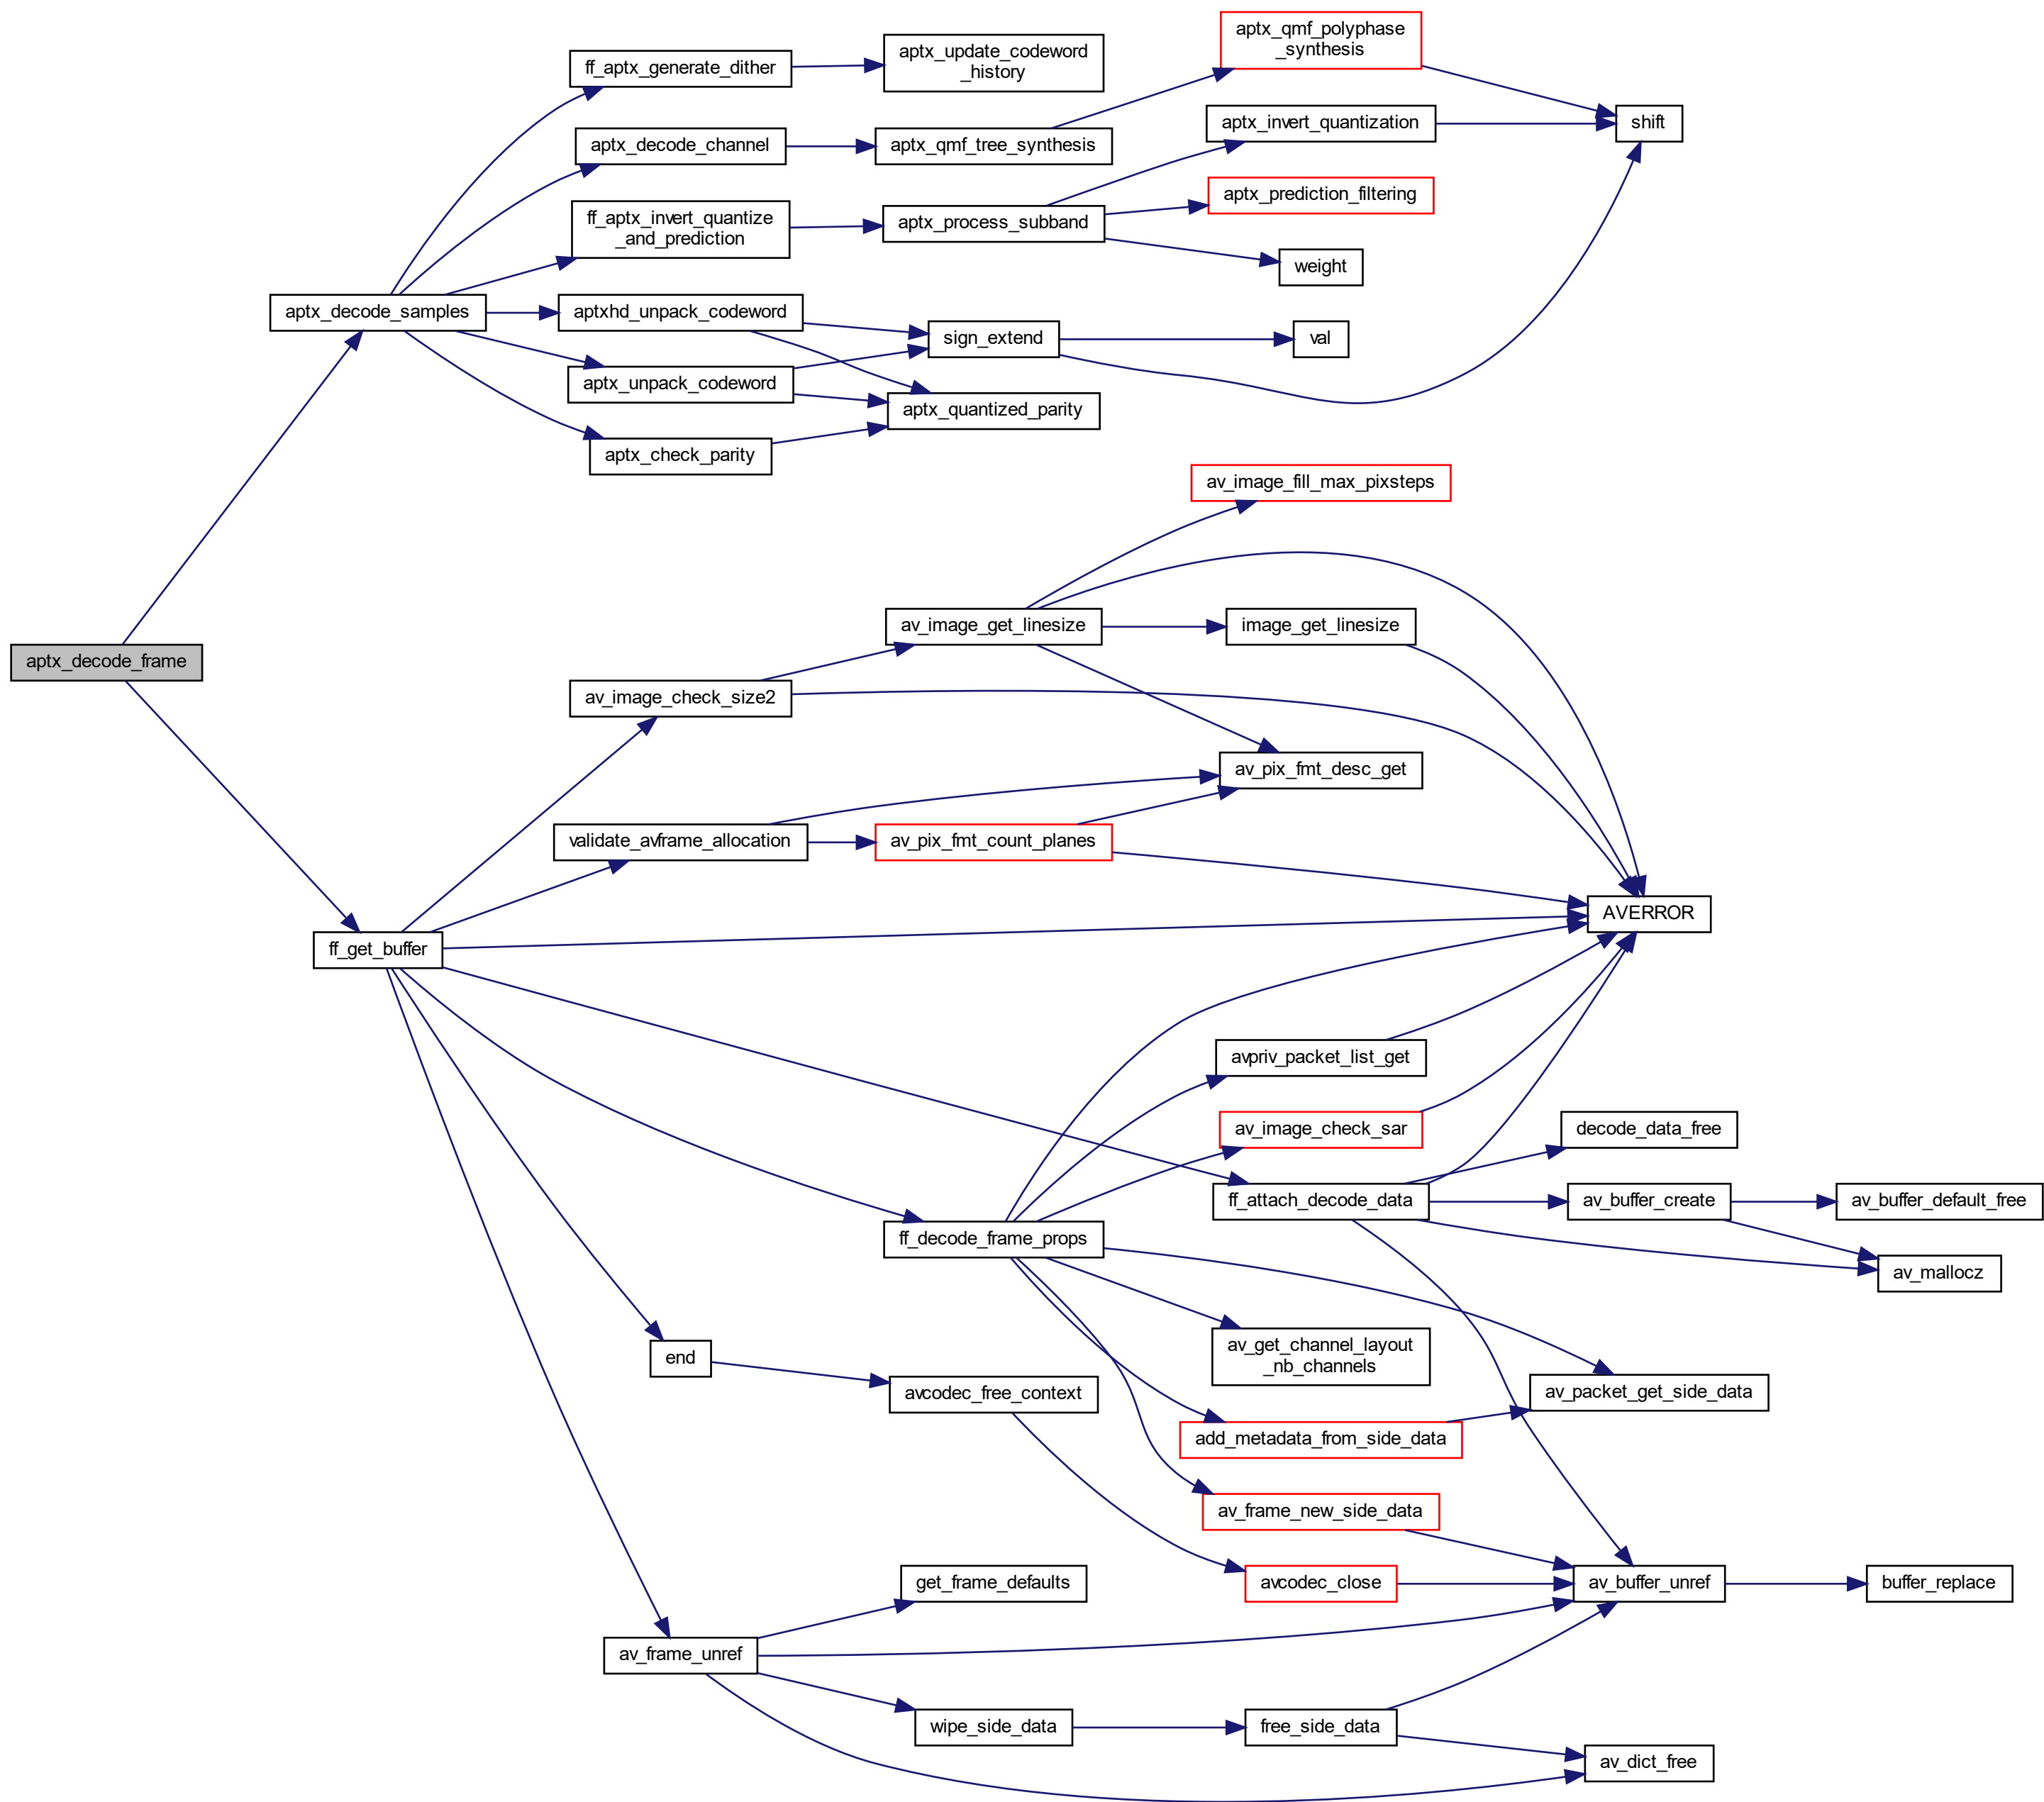 aptx_qmf_polyphase
_synthesis
aptx_update_codeword
_history
ff_aptx_generate_dither
aptx_invert_quantization
shift
aptx_decode_channel
aptx_qmf_tree_synthesis
aptx_prediction_filtering
ff_aptx_invert_quantize
_and_prediction
aptx_process_subband
weight
aptx_decode_samples
aptxhd_unpack_codeword
sign_extend
val
aptx_unpack_codeword
aptx_quantized_parity
aptx_check_parity
av_image_fill_max_pixsteps
av_image_get_linesize
image_get_linesize
aptx_decode_frame
av_image_check_size2
av_pix_fmt_desc_get
validate_avframe_allocation
av_pix_fmt_count_planes
AVERROR
ff_get_buffer
avpriv_packet_list_get
av_image_check_sar
decode_data_free
ff_attach_decode_data
av_buffer_create
av_buffer_default_free
ff_decode_frame_props
av_mallocz
end
av_get_channel_layout
_nb_channels
avcodec_free_context
av_packet_get_side_data
add_metadata_from_side_data
av_frame_new_side_data
get_frame_defaults
avcodec_close
av_buffer_unref
buffer_replace
av_frame_unref
wipe_side_data
free_side_data
av_dict_free